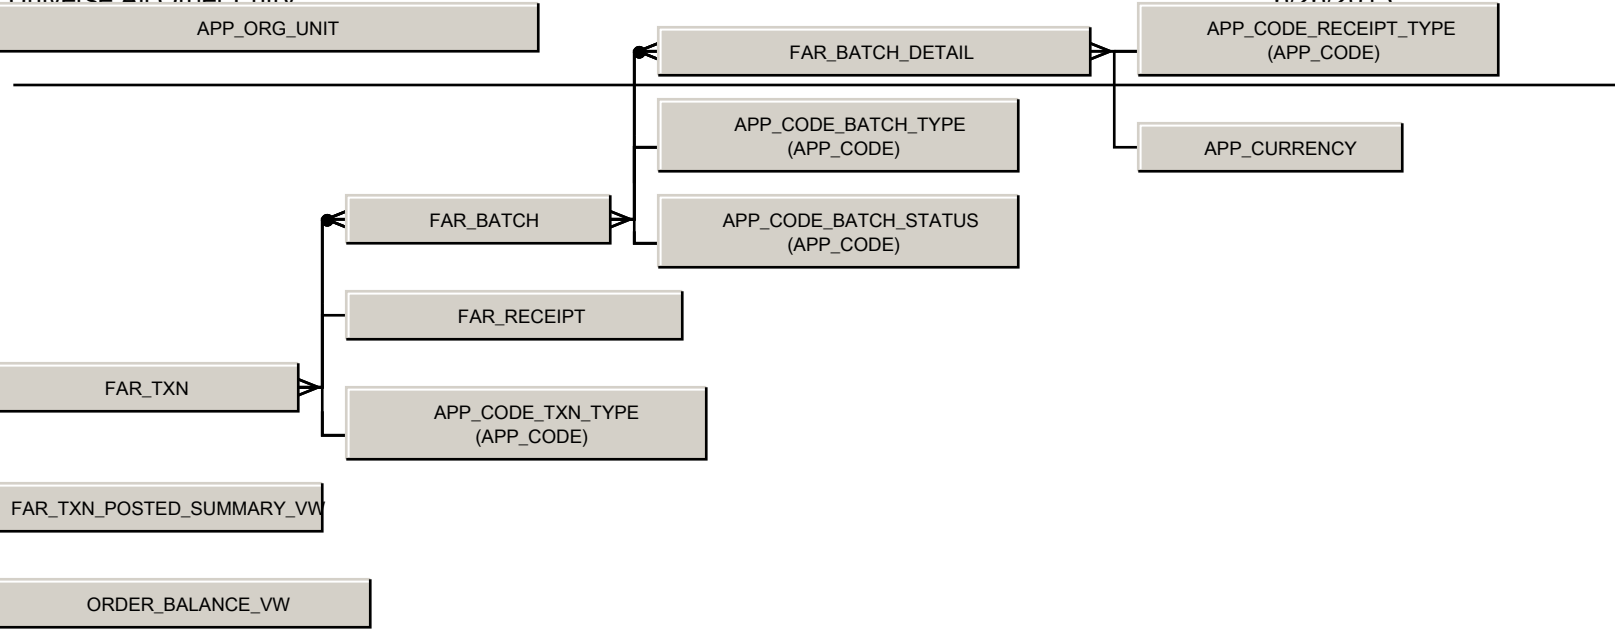 APP_ORG_UNIT
FAR_BATCH_DETAIL
APP_CODE_RECEIPT_TYPE
(APP_CODE)
APP_CODE_BATCH_TYPE
(APP_CODE)
APP_CURRENCY
FAR_BATCH
APP_CODE_BATCH_STATUS
(APP_CODE)
FAR_RECEIPT
FAR_TXN
APP_CODE_TXN_TYPE
(APP_CODE)
FAR_TXN_POSTED_SUMMARY_VW
ORDER_BALANCE_VW